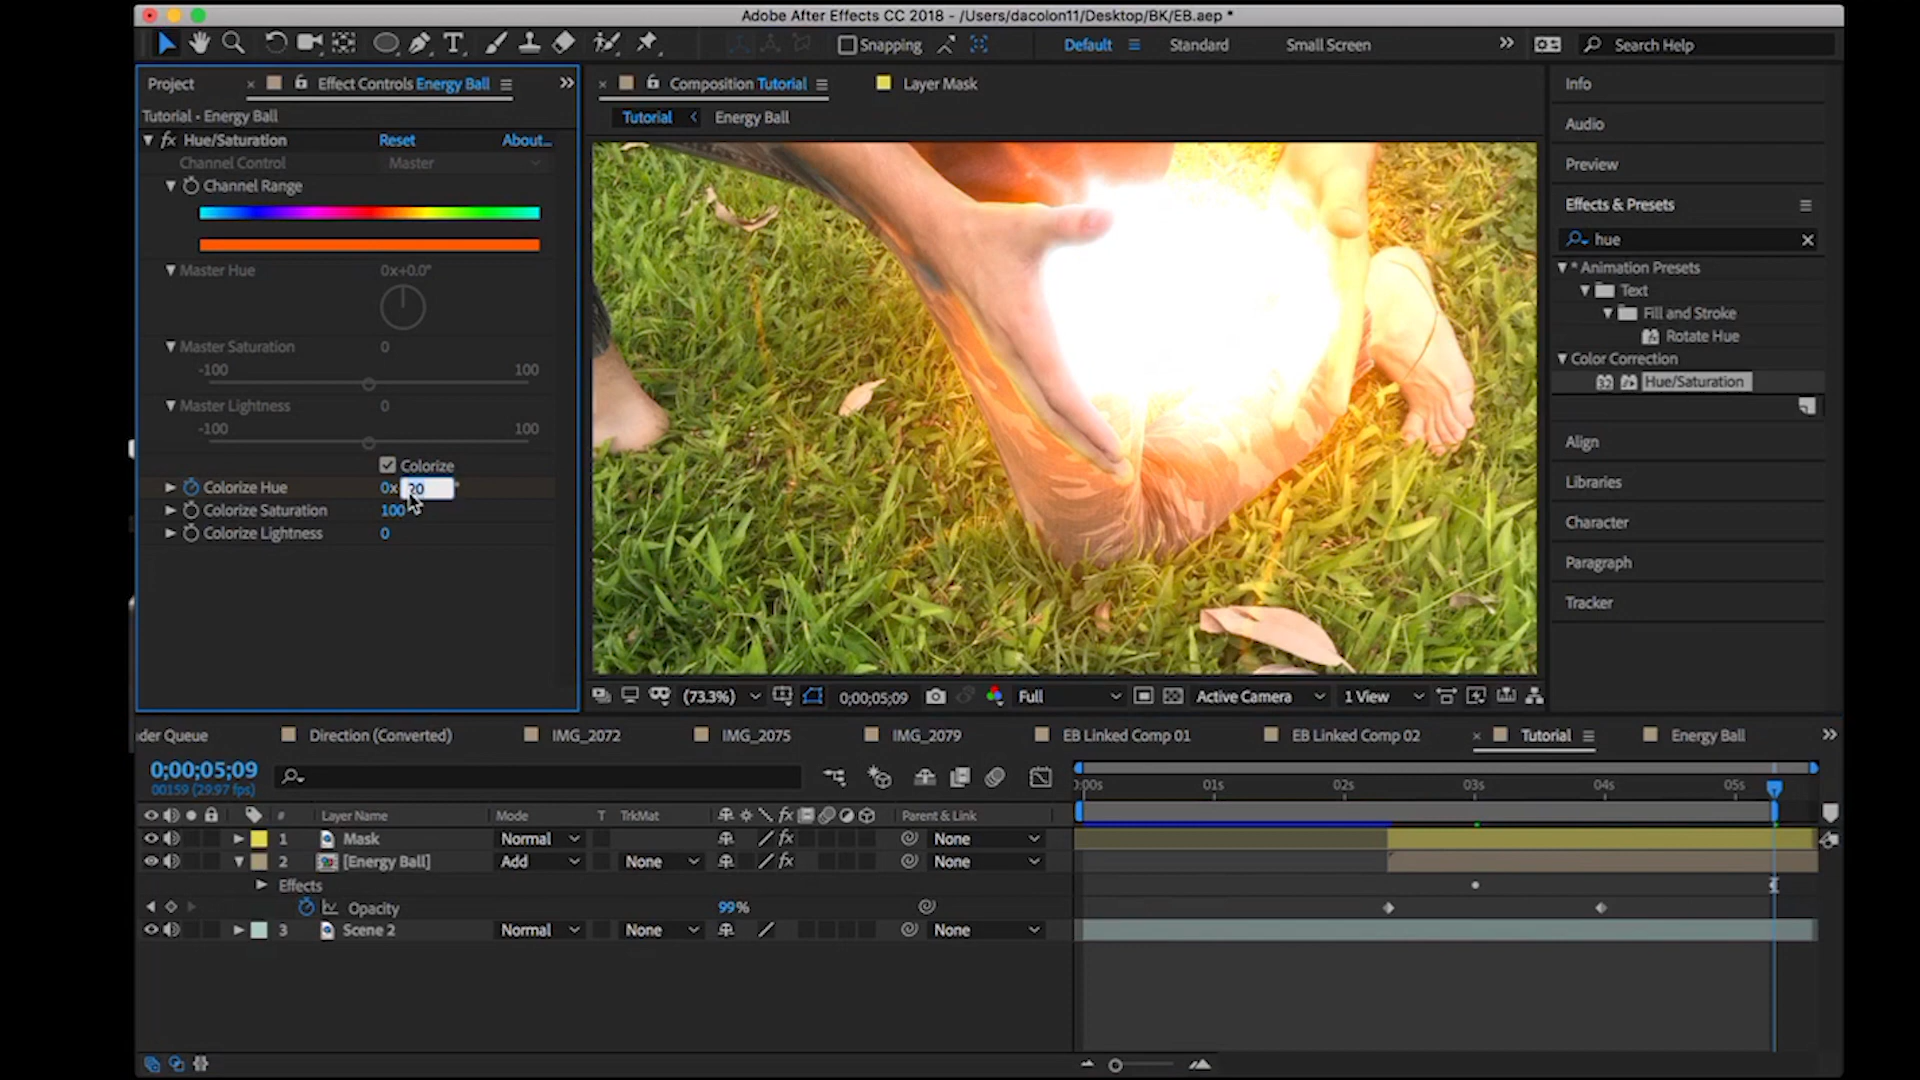 Adobe After Effects CC 2018 - /Users/dacolon11/Desktop/BK/EB.aep *
Snapping
Default
Standard
Small Screen
Search Help
Project
Effect Controls Energy Ball
Tutorial • Energy Ball
fx Hue/Saturation Reset About...
Channel Control Master
Channel Range
Master Hue 0x+0.0°
Master Saturation 0
-100 100
Master Lightness 0
-100 100
Colorize
Colorize Hue 0x 20
Colorize Saturation 100
Colorize Lightness 0
Composition Tutorial
Layer Mask
Tutorial
Energy Ball
(73.3%)
0;00;05;09
Full
Active Camera
1 View
Info
Audio
Preview
Effects & Presets
hue
* Animation Presets
Text
Fill and Stroke
Rotate Hue
Color Correction
32 Hue/Saturation
Align
Libraries
Character
Paragraph
Tracker
der Queue
Direction (Converted)
IMG_2072
IMG_2075
IMG_2079
EB Linked Comp 01
EB Linked Comp 02
Tutorial
Energy Ball
0;00;05;09
00159 (29.97 fps)
0:00s 01s 02s 03s 04s 05s
# Layer Name Mode T TrkMat fx Parent & Link
1 Mask Normal fx None
2 [Energy Ball] Add None fx None
Effects
Opacity 99%
3 Scene 2 Normal None None